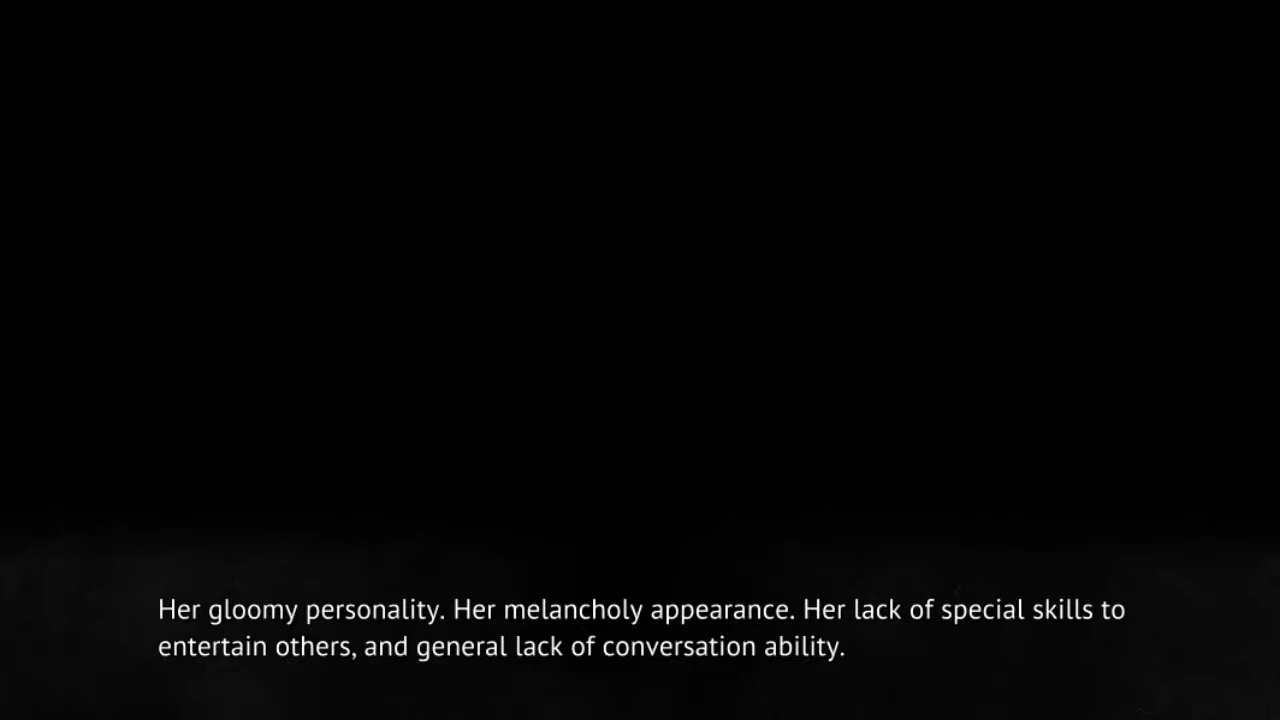 Her gloomy personality. Her melancholy appearance. Her lack of special skills to
entertain others, and general lack of conversation ability.